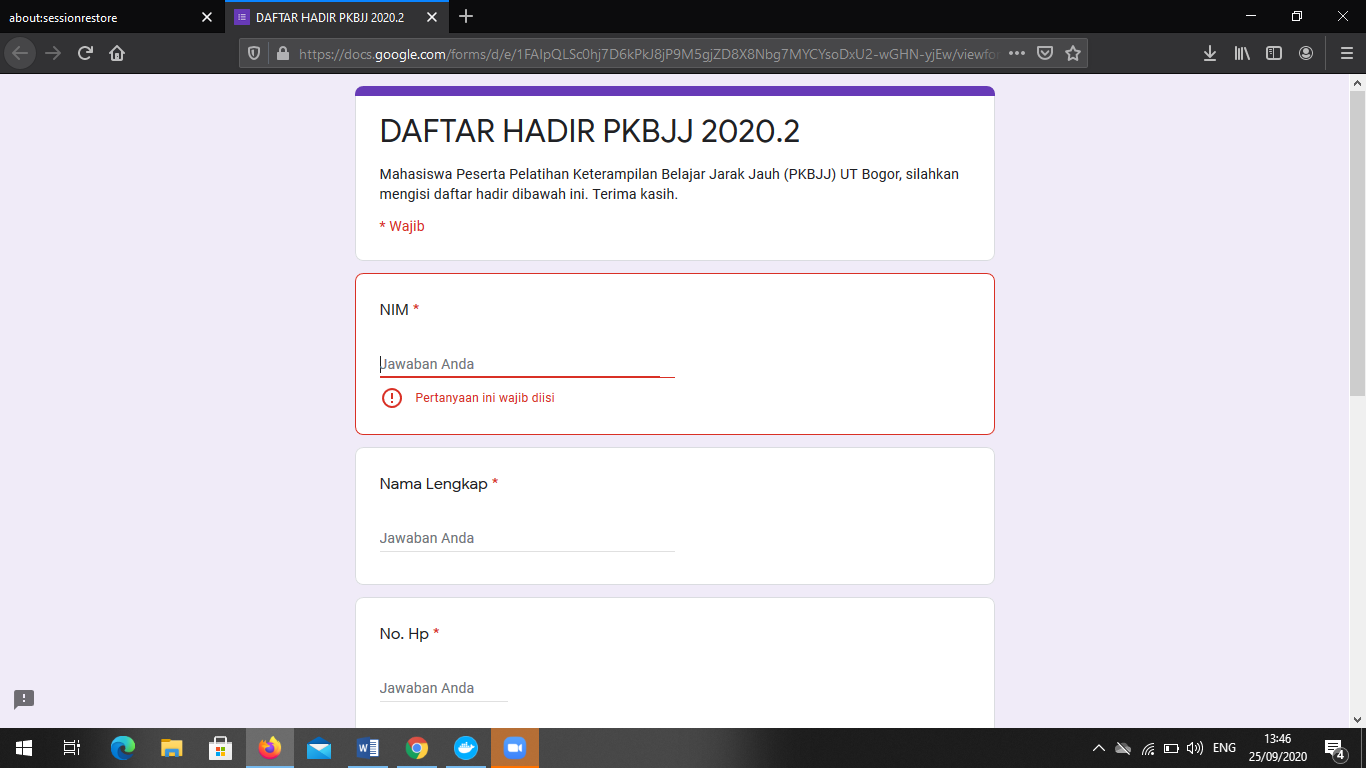 about:sessionrestore
DAFTAR HADIR PKBJJ 2020.2
https://docs.google.com/forms/d/e/1FAIpQLSc0hj7D6kPkJ8jP9M5gjZD8X8Nbg7MYCYsoDxU2-wGHN-yjEw/viewfor
DAFTAR HADIR PKBJJ 2020.2
Mahasiswa Peserta Pelatihan Keterampilan Belajar Jarak Jauh (PKBJJ) UT Bogor, silahkan
mengisi daftar hadir dibawah ini. Terima kasih.
* Wajib
NIM *
Jawaban Anda
Pertanyaan ini wajib diisi
Nama Lengkap *
Jawaban Anda
No. Hp *
Jawaban Anda
ENG
13:46
25/09/2020
4